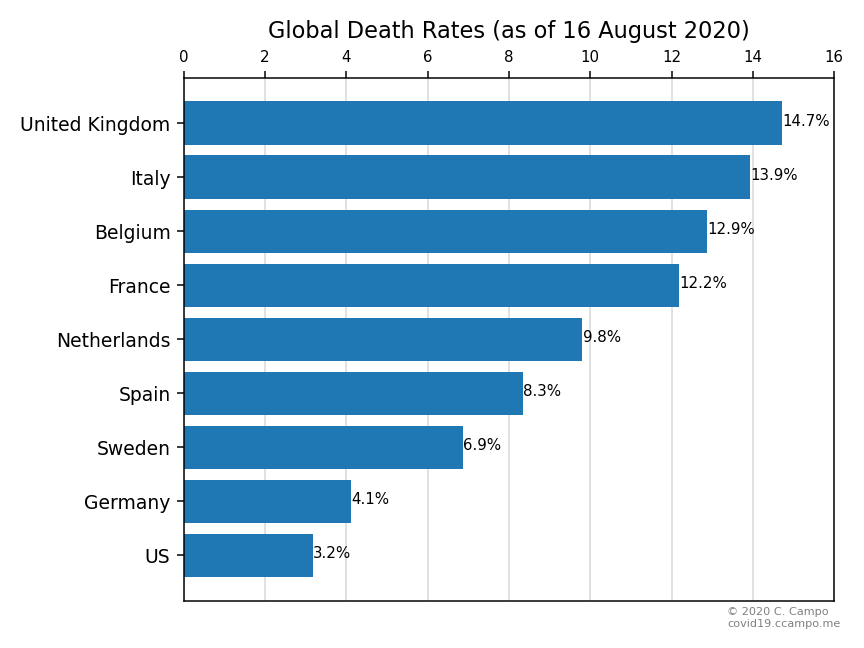 Global Death Rates (as of 16 August 2020)
0 2 4 6 8 10 12 14 16
United Kingdom 14.7%
Italy 13.9%
Belgium 12.9%
France 12.2%
Netherlands 9.8%
Spain 8.3%
Sweden 6.9%
Germany 4.1%
US 3.2%
© 2020 C. Campo
covid19.ccampo.me